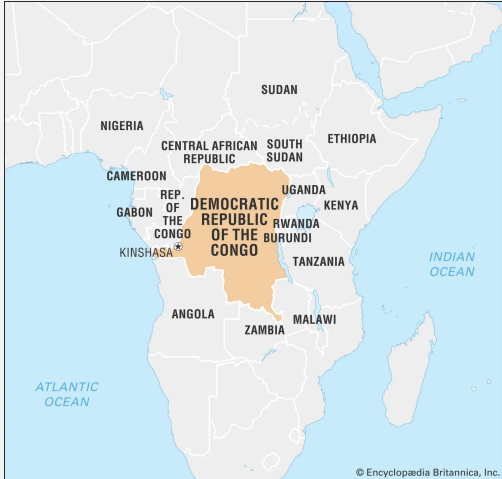 SUDAN
NIGERIA
ETHIOPIA
CENTRAL AFRICAN
REPUBLIC
SOUTH
SUDAN
CAMEROON
UGANDA
KENYA
REP.
OF
THE
CONGO
GABON
DEMOCRATIC
REPUBLIC
OF THE
CONGO
RWANDA
BURUNDI
KINSHASA
TANZANIA
INDIAN
OCEAN
ANGOLA
MALAWI
ZAMBIA
ATLANTIC
OCEAN
© Encyclopædia Britannica, Inc.